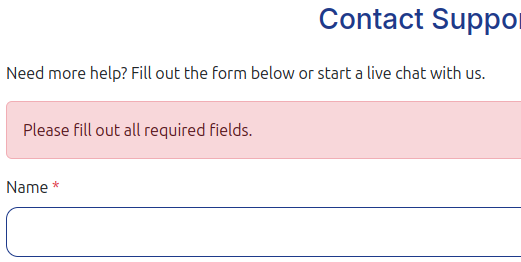 Contact Suppo
Need more help? Fill out the form below or start a live chat with us.
Please fill out all required fields.
Name *